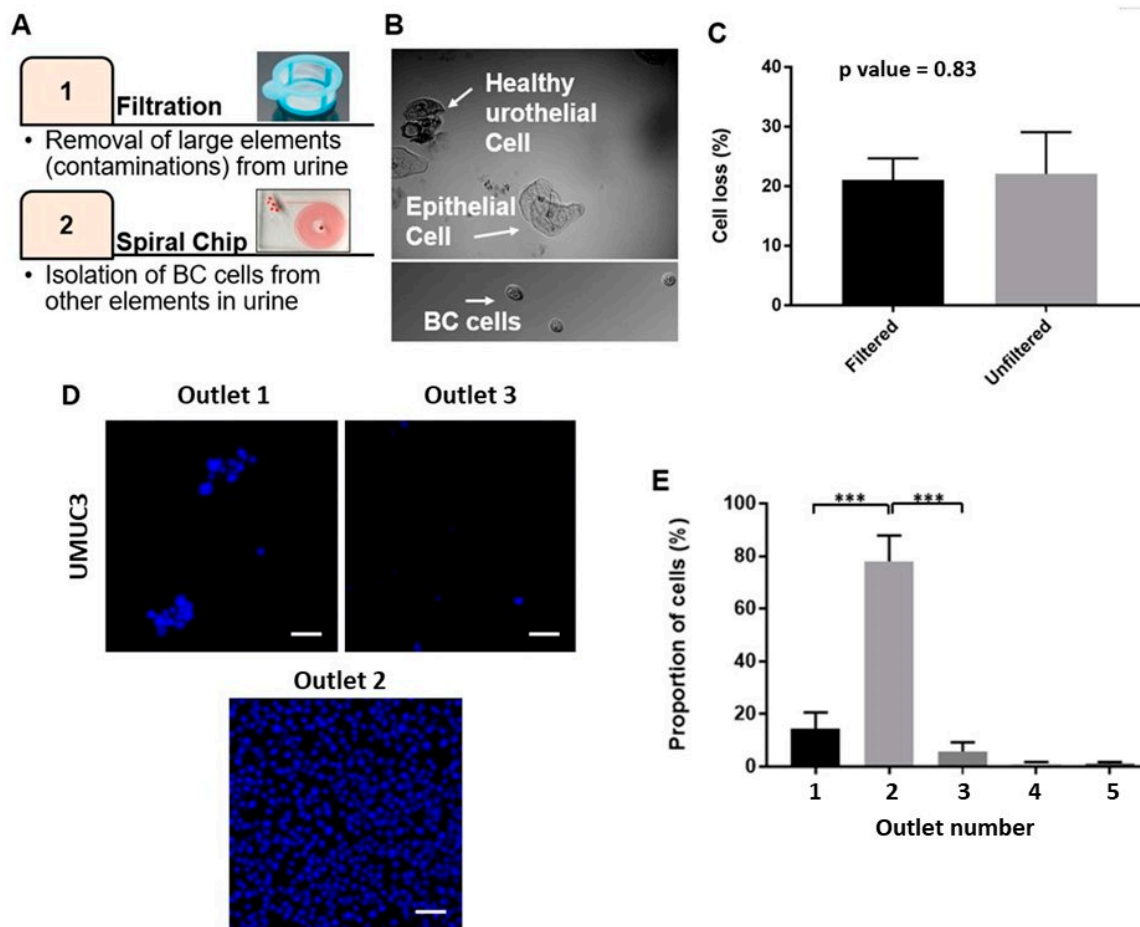 A
1
Filtration
• Removal of large elements
(contaminations) from urine
2
Spiral Chip
• Isolation of BC cells from
other elements in urine
B
Healthy
urothelial
Cell
Epithelial
Cell
BC cells
C
p value = 0.83
Cell loss (%)
40
30
20
10
0
Filtered
Unfiltered
D
Outlet 1
Outlet 3
UMUC3
Outlet 2
E
*** ***
Proportion of cells (%)
100
80
60
40
20
0
1 2 3 4 5
Outlet number